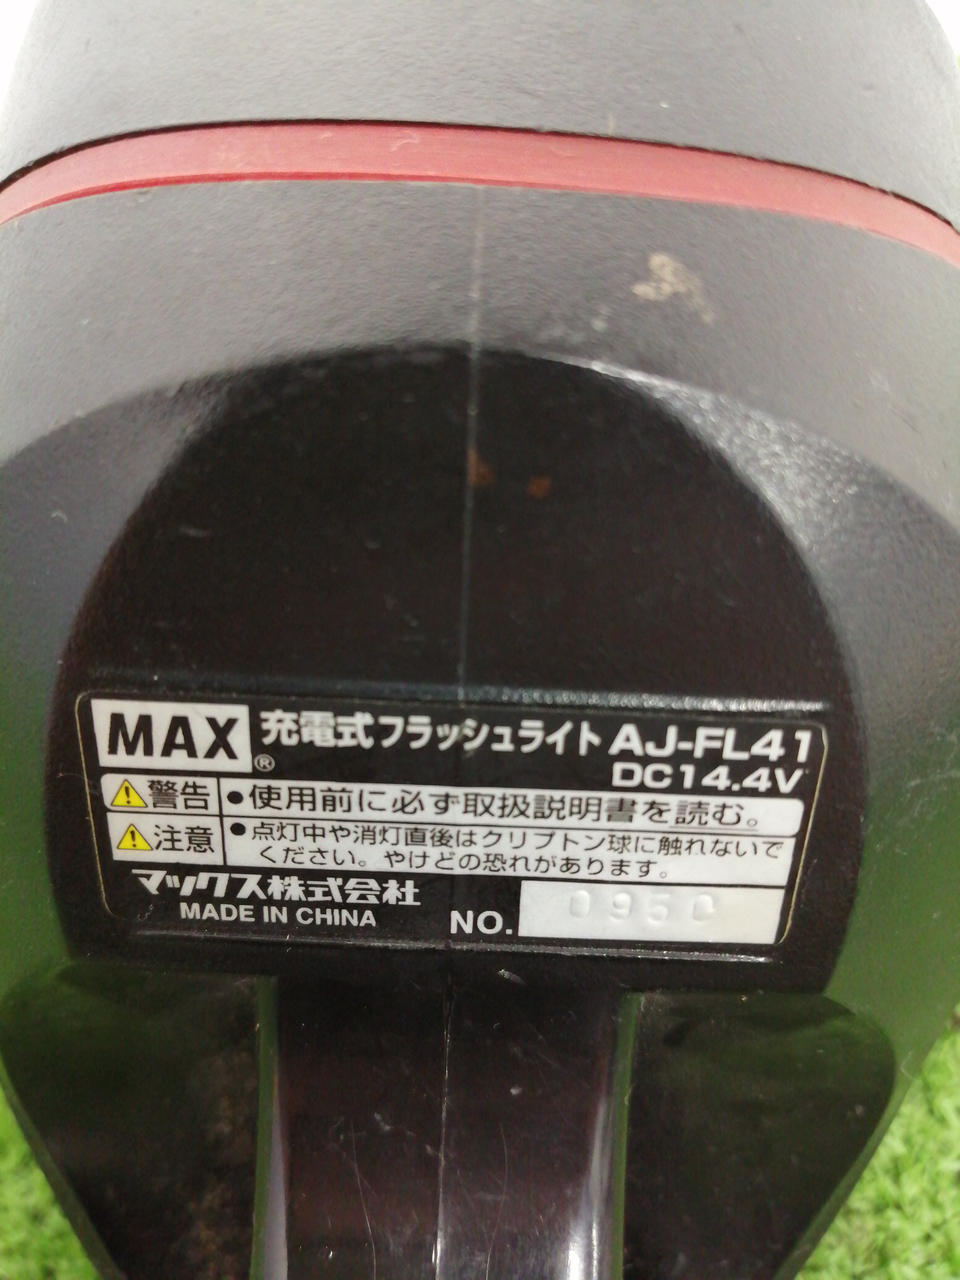 MAX® 充電式フラッシュライト AJ-FL41
DC14.4V
警告 •使用前に必ず取扱説明書を読む。
注意 •点灯中や消灯直後はクリプトン球に触れないで
ください。やけどの恐れがあります。
マックス株式会社
MADE IN CHINA NO. 0950